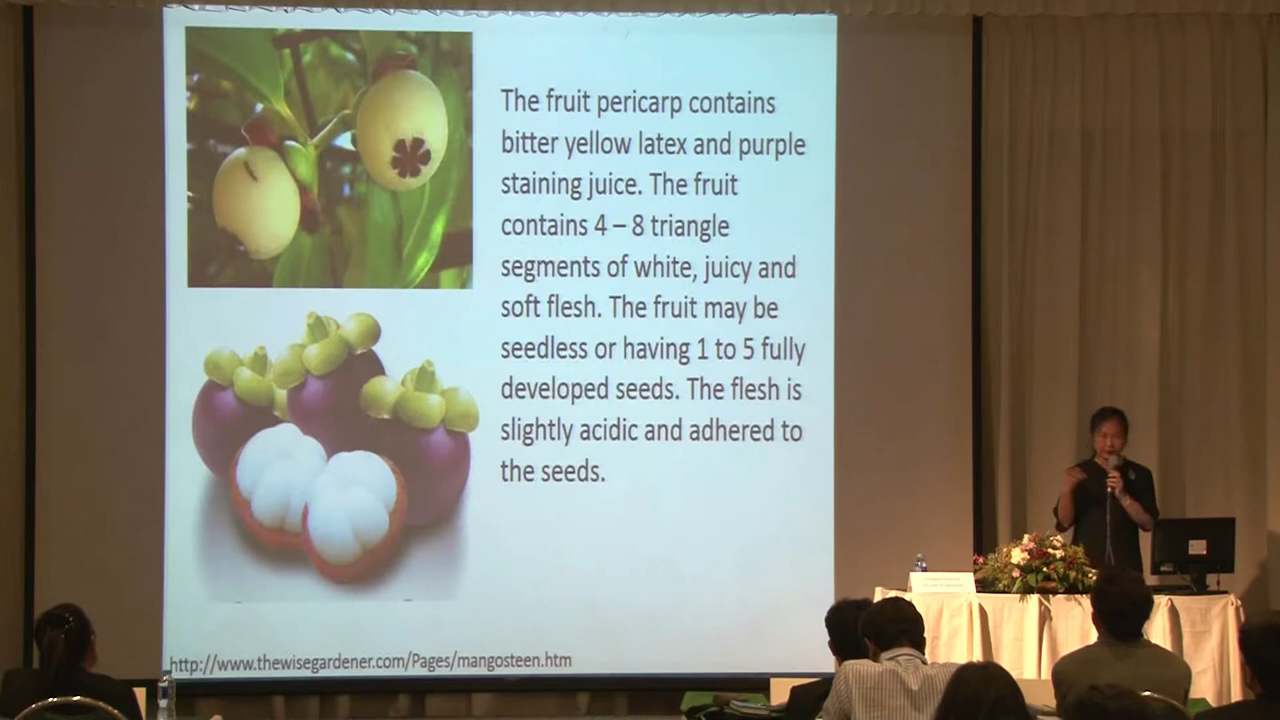 The fruit pericarp contains
bitter yellow latex and purple
staining juice. The fruit
contains 4 – 8 triangle
segments of white, juicy and
soft flesh. The fruit may be
seedless or having 1 to 5 fully
developed seeds. The flesh is
slightly acidic and adhered to
the seeds.
http://www.thewisegardener.com/Pages/mangosteen.htm